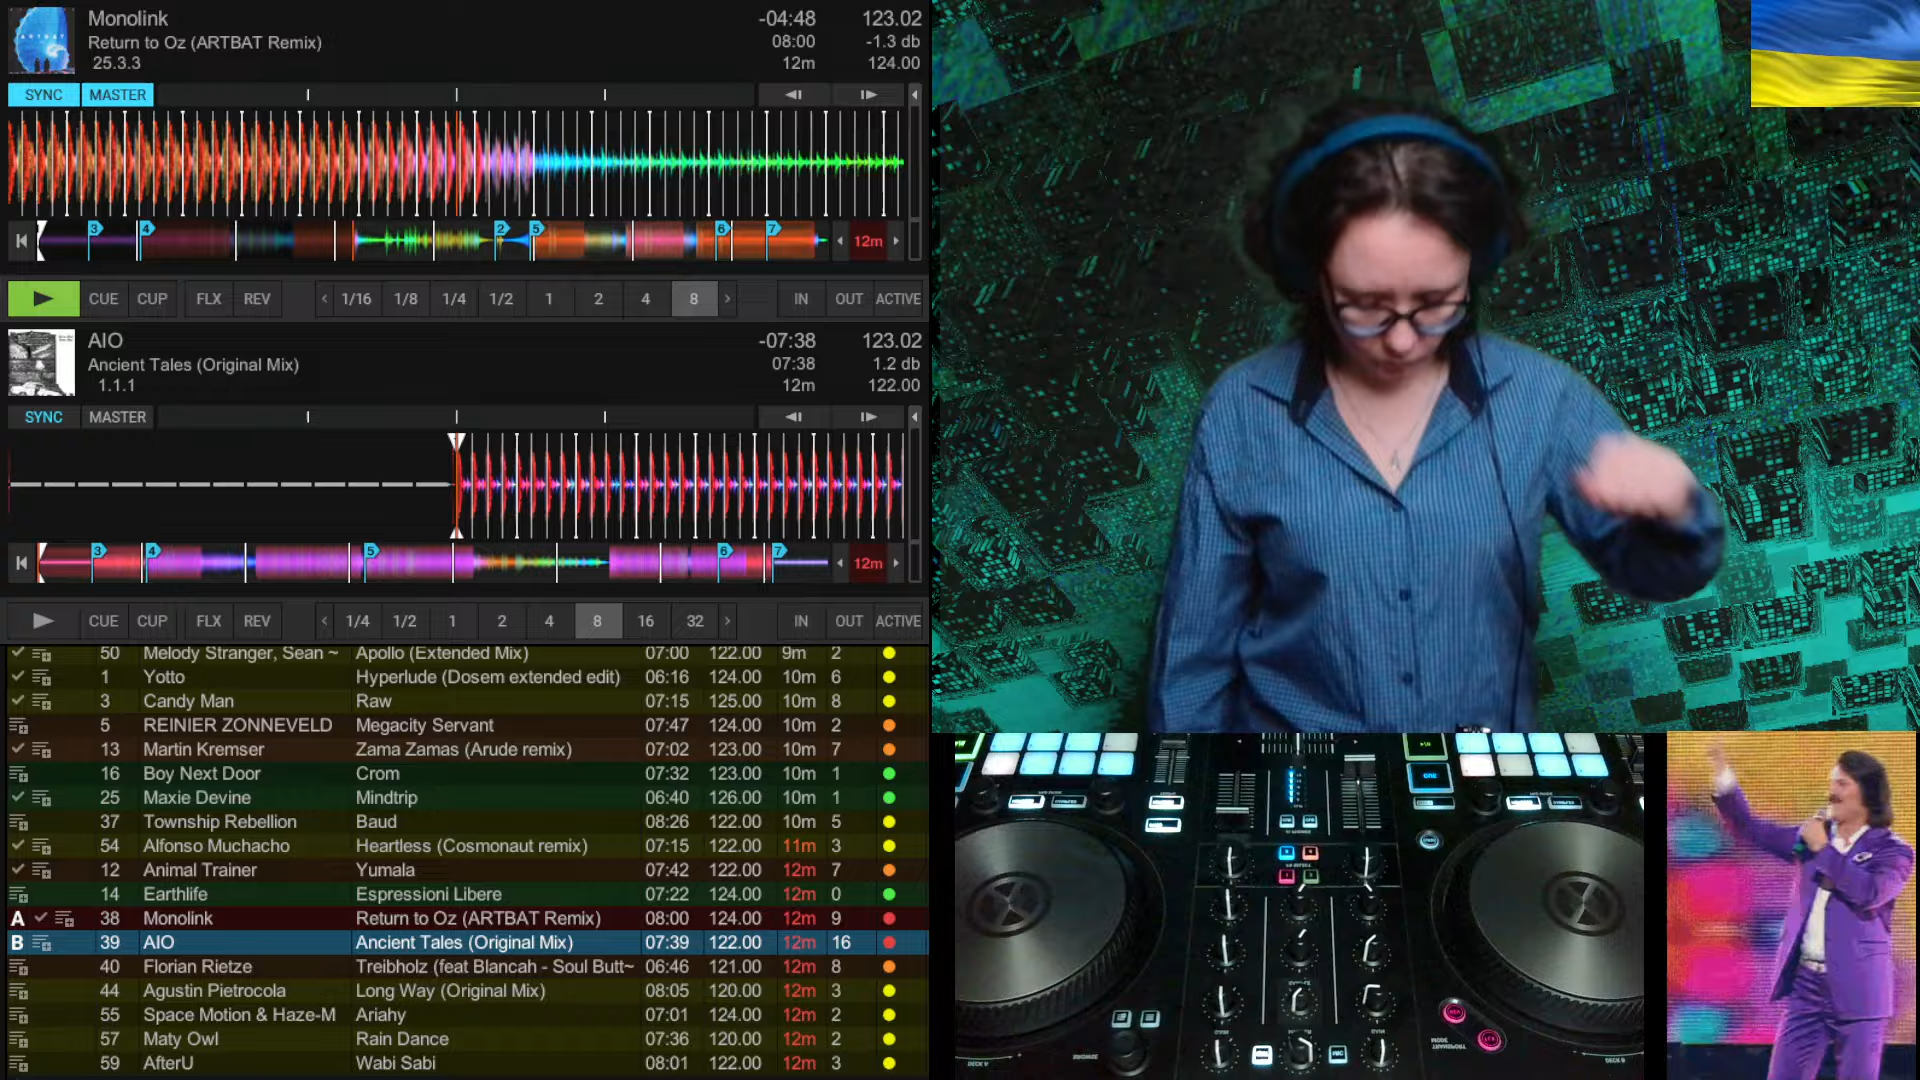 Monolink -04:48 123.02
Return to Oz (ARTBAT Remix) 08:00 -1.3 db
25.3.3 12m 124.00
SYNC MASTER
3 4 2 5 6 7 12m
CUE CUP FLX REV 1/16 1/8 1/4 1/2 1 2 4 8 IN OUT ACTIVE
AIO -07:38 123.02
Ancient Tales (Original Mix) 07:38 1.2 db
1.1.1 12m 122.00
SYNC MASTER
3 4 5 6 7 12m
CUE CUP FLX REV 1/4 1/2 1 2 4 8 16 32 IN OUT ACTIVE
50 Melody Stranger, Sean ~ Apollo (Extended Mix) 07:00 122.00 9m 2
1 Yotto Hyperlude (Dosem extended edit) 06:16 124.00 10m 6
3 Candy Man Raw 07:15 125.00 10m 8
5 REINIER ZONNEVELD Megacity Servant 07:47 124.00 10m 2
13 Martin Kremser Zama Zamas (Arude remix) 07:02 123.00 10m 7
16 Boy Next Door Crom 07:32 123.00 10m 1
25 Maxie Devine Mindtrip 06:40 126.00 10m 1
37 Township Rebellion Baud 08:26 122.00 10m 5
54 Alfonso Muchacho Heartless (Cosmonaut remix) 07:15 122.00 11m 3
12 Animal Trainer Yumala 07:42 122.00 12m 7
14 Earthlife Espressioni Libere 07:22 124.00 12m 0
A 38 Monolink Return to Oz (ARTBAT Remix) 08:00 124.00 12m 9
B 39 AIO Ancient Tales (Original Mix) 07:39 122.00 12m 16
40 Florian Rietze Treibholz (feat Blancah - Soul Butt~ 06:46 121.00 12m 8
44 Agustin Pietrocola Long Way (Original Mix) 08:05 120.00 12m 3
55 Space Motion & Haze-M Ariahy 07:01 124.00 12m 2
57 Maty Owl Rain Dance 07:36 120.00 12m 2
59 AfterU Wabi Sabi 08:01 122.00 12m 3